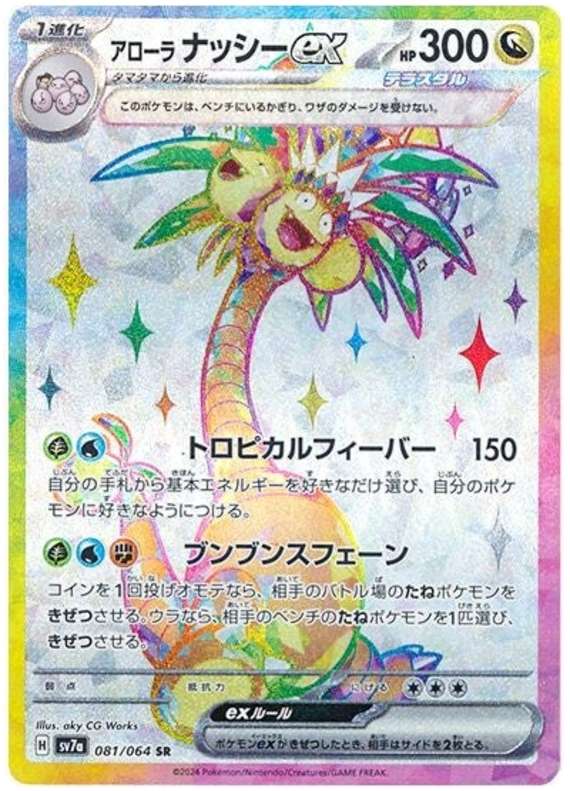 1進化
アローラ ナッシーex HP300
タマタマから進化
テラスタル
このポケモンは、ベンチにいるかぎり、ワザのダメージを受けない。
トロピカルフィーバー 150
自分の手札から基本エネルギーを好きなだけ選び、自分のポケ
モンに好きなようにつける。
ブンブンスフェーン
コインを1回投げオモテなら、相手のバトル場のたねポケモンを
きぜつさせる。ウラなら、相手のベンチのたねポケモンを1匹選び、
きぜつさせる。
弱点 抵抗力 にげる
Illus. aky CG Works
exルール
ポケモンexがきぜつしたとき、相手はサイドを2枚とる。
H sv7a 081/064 SR
©2024 Pokémon/Nintendo/Creatures/GAME FREAK.